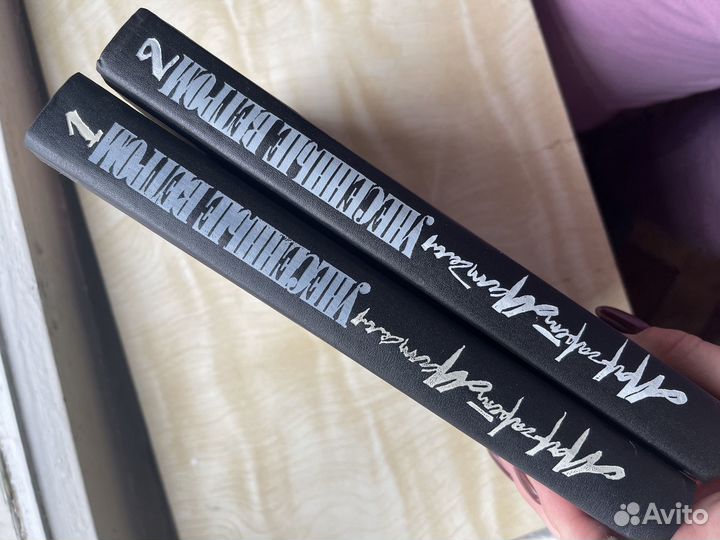 Маргарет Митчелл
УНЕСЕННЫЕ ВЕТРОМ
2
Маргарет Митчелл
УНЕСЕННЫЕ ВЕТРОМ
1
Avito